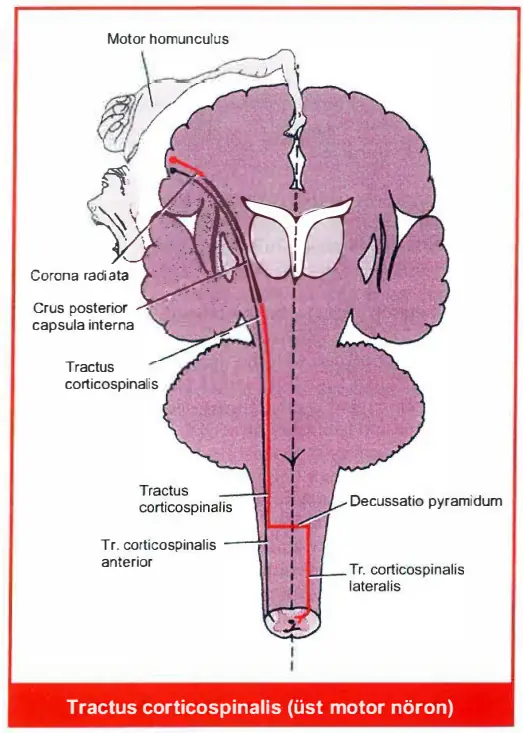 Motor homunculus
Corona radiata
Crus posterior
capsula interna
Tractus
corticospinalis
Tractus
corticospinalis
Decussatio pyramidum
Tr. corticospinalis
anterior
Tr. corticospinalis
lateralis
Tractus corticospinalis (üst motor nöron)